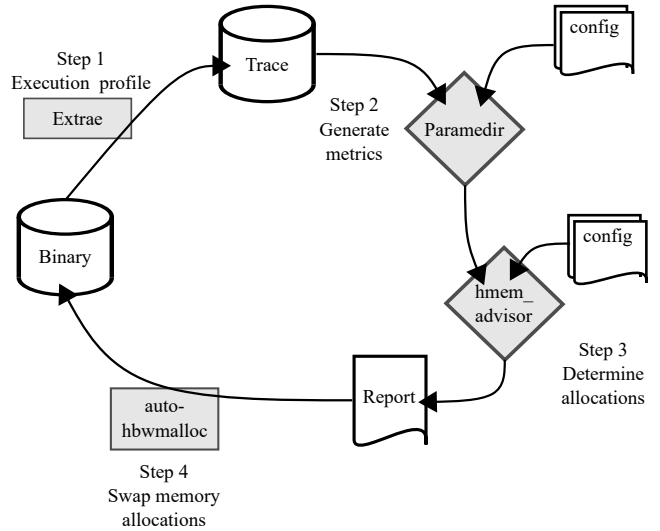 Step 1
Execution profile
Extrae
Trace
config
Step 2
Generate
metrics
Paramedir
Binary
config
hmem_
advisor
Step 3
Determine
allocations
Report
auto-
hbwmalloc
Step 4
Swap memory
allocations